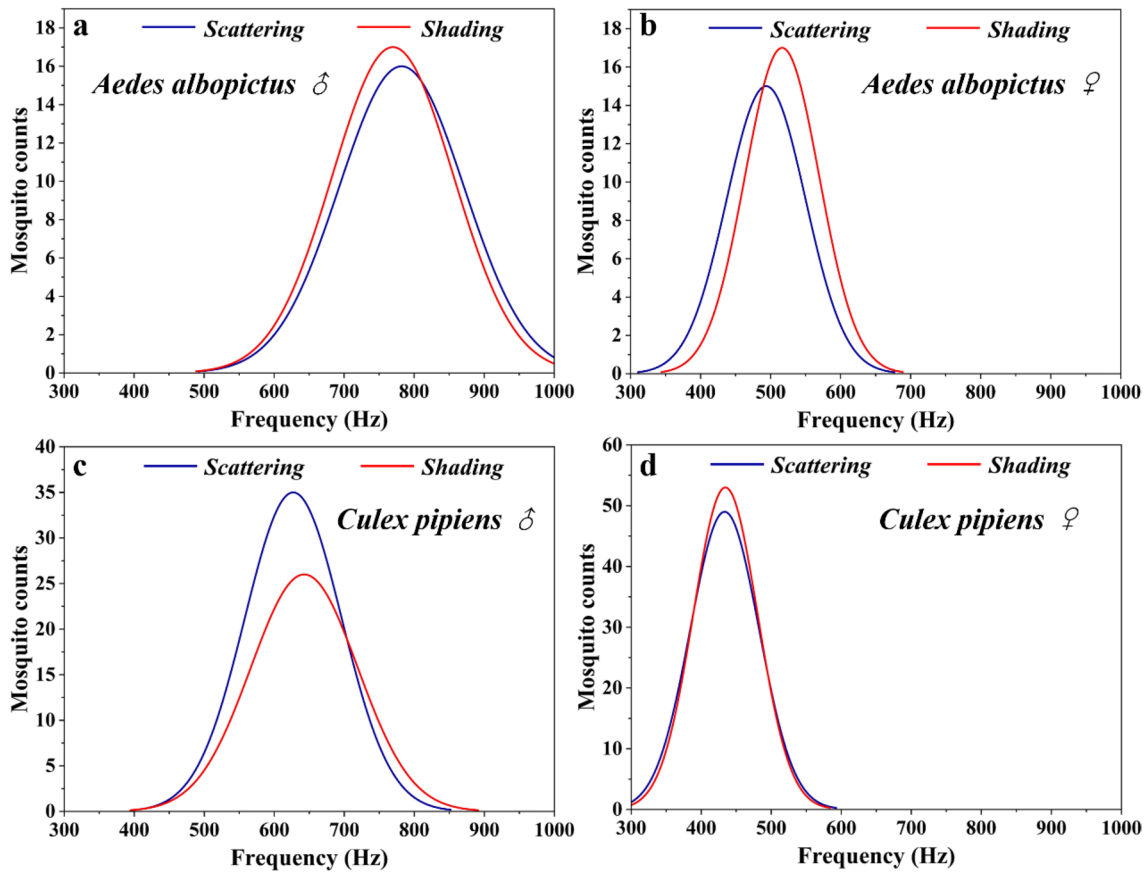 a Scattering Shading
Aedes albopictus ♂
18
16
14
12
10
8
6
4
2
0
Mosquito counts
300 400 500 600 700 800 900 1000
Frequency (Hz)
b Scattering Shading
Aedes albopictus ♀
18
16
14
12
10
8
6
4
2
0
Mosquito counts
300 400 500 600 700 800 900 1000
Frequency (Hz)
c Scattering Shading
Culex pipiens ♂
40
35
30
25
20
15
10
5
0
Mosquito counts
300 400 500 600 700 800 900 1000
Frequency (Hz)
d Scattering Shading
Culex pipiens ♀
60
50
40
30
20
10
0
Mosquito counts
300 400 500 600 700 800 900 1000
Frequency (Hz)